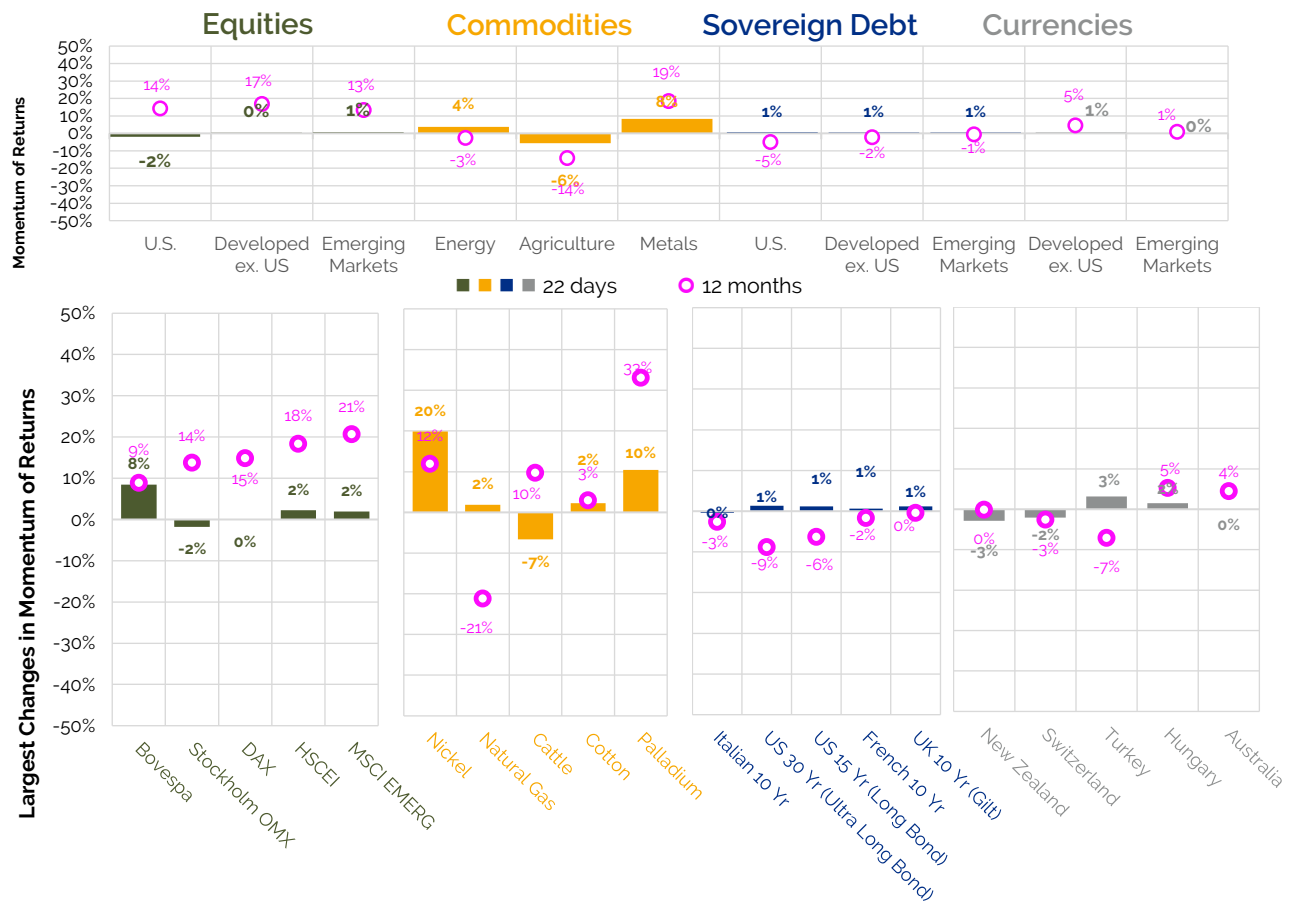 Equities
Commodities
Sovereign Debt
Currencies
Momentum of Returns
50%
40%
30%
20%
10%
0%
-10%
-20%
-30%
-40%
-50%
14%
17%
13%
4%
19%
8%
1%
1%
1%
5%
1%
1%
0%
0%
1%
-2%
-3%
-6%
-14%
-5%
-2%
-1%
U.S.
Developed
ex. US
Emerging
Markets
Energy
Agriculture
Metals
U.S.
Developed
ex. US
Emerging
Markets
Developed
ex. US
Emerging
Markets
22 days
12 months
Largest Changes in Momentum of Returns
50%
40%
30%
20%
10%
0%
-10%
-20%
-30%
-40%
-50%
9%
8%
14%
-2%
15%
0%
18%
2%
21%
2%
Bovespa
Stockholm OMX
DAX
HSCEI
MSCI EMERG
20%
12%
2%
-21%
10%
-7%
2%
3%
33%
10%
Nickel
Natural Gas
Cattle
Cotton
Palladium
0%
-3%
1%
-9%
1%
-6%
1%
-2%
1%
0%
Italian 10 Yr
US 30 Yr (Ultra Long Bond)
US 15 Yr (Long Bond)
French 10 Yr
UK 10 Yr (Gilt)
0%
-3%
-2%
-3%
3%
-7%
5%
2%
4%
0%
New Zealand
Switzerland
Turkey
Hungary
Australia